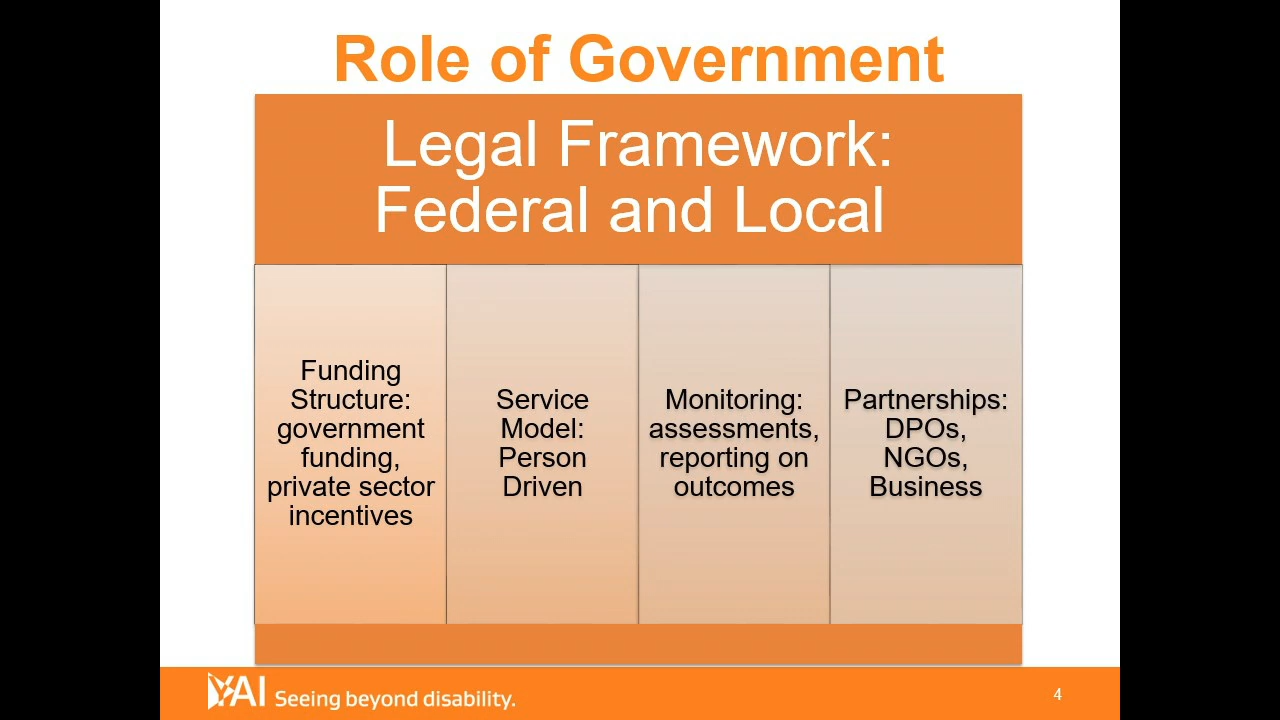 Role of Government
Legal Framework:
Federal and Local
Funding
Structure:
government
funding,
private sector
incentives
Service
Model:
Person
Driven
Monitoring:
assessments,
reporting on
outcomes
Partnerships:
DPOs,
NGOs,
Business
YAI Seeing beyond disability.
4